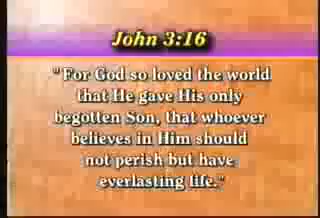 John 3:16
"For God so loved the world
that He gave His only
begotten Son, that whoever
believes in Him should
not perish but have
everlasting life."